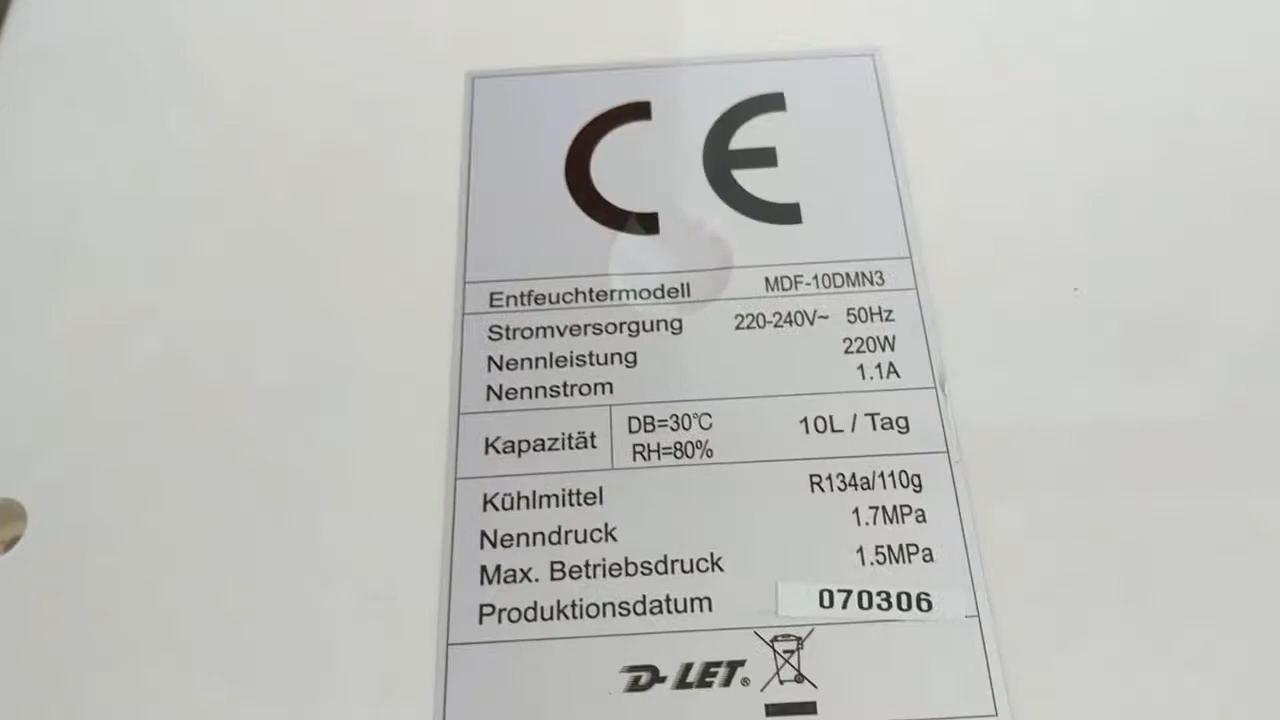 CE
Entfeuchtermodell MDF-10DMN3
Stromversorgung 220-240V~ 50Hz
Nennleistung 220W
Nennstrom 1.1A
Kapazität DB=30℃ RH=80% 10L / Tag
Kühlmittel R134a/110g
Nenndruck 1.7MPa
Max. Betriebsdruck 1.5MPa
Produktionsdatum 070306
D-LET®